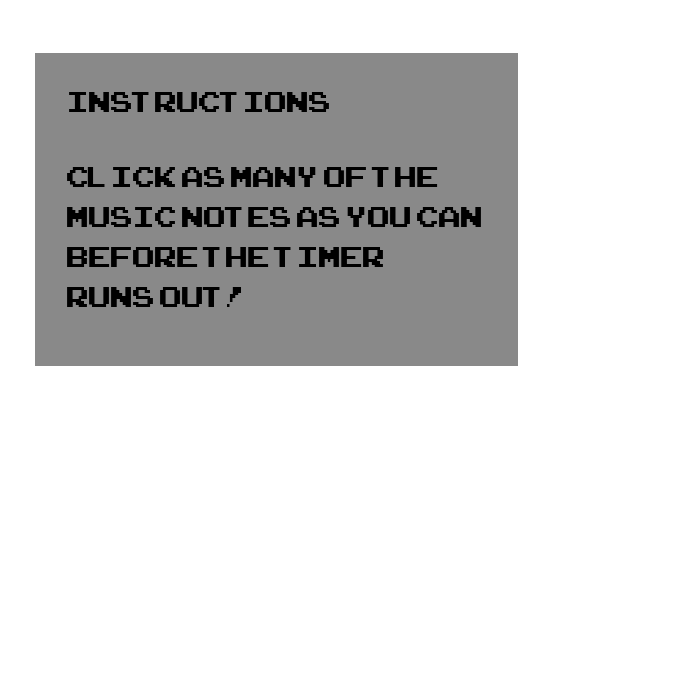 INSTRUCTIONS
CLICK AS MANY OF THE
MUSIC NOTES AS YOU CAN
BEFORE THE TIMER
RUNS OUT!